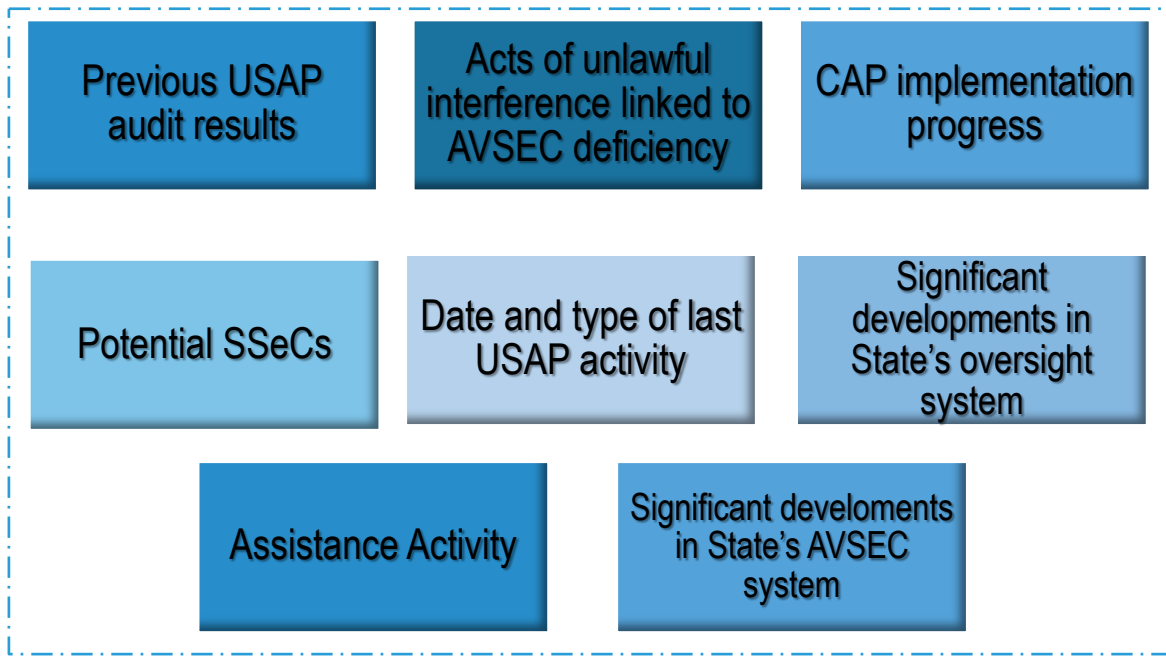 Previous USAP
audit results
Acts of unlawful
interference linked to
AVSEC deficiency
CAP implementation
progress
Potential SSeCs
Date and type of last
USAP activity
Significant
developments in
State’s oversight
system
Assistance Activity
Significant develoments
in State’s AVSEC
system